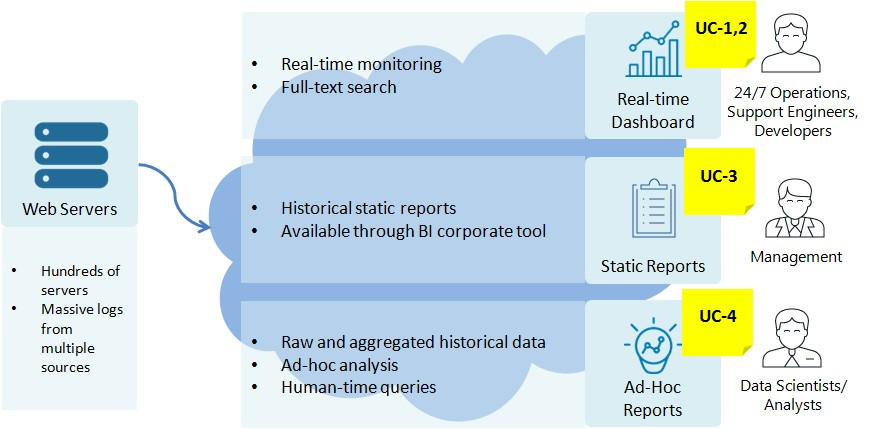 Web Servers
• Hundreds of
servers
• Massive logs
from
multiple
sources
• Real-time monitoring
• Full-text search
Real-time
Dashboard
UC-1,2
24/7 Operations,
Support Engineers,
Developers
• Historical static reports
• Available through BI corporate tool
Static Reports
UC-3
Management
• Raw and aggregated historical data
• Ad-hoc analysis
• Human-time queries
Ad-Hoc
Reports
UC-4
Data Scientists/
Analysts